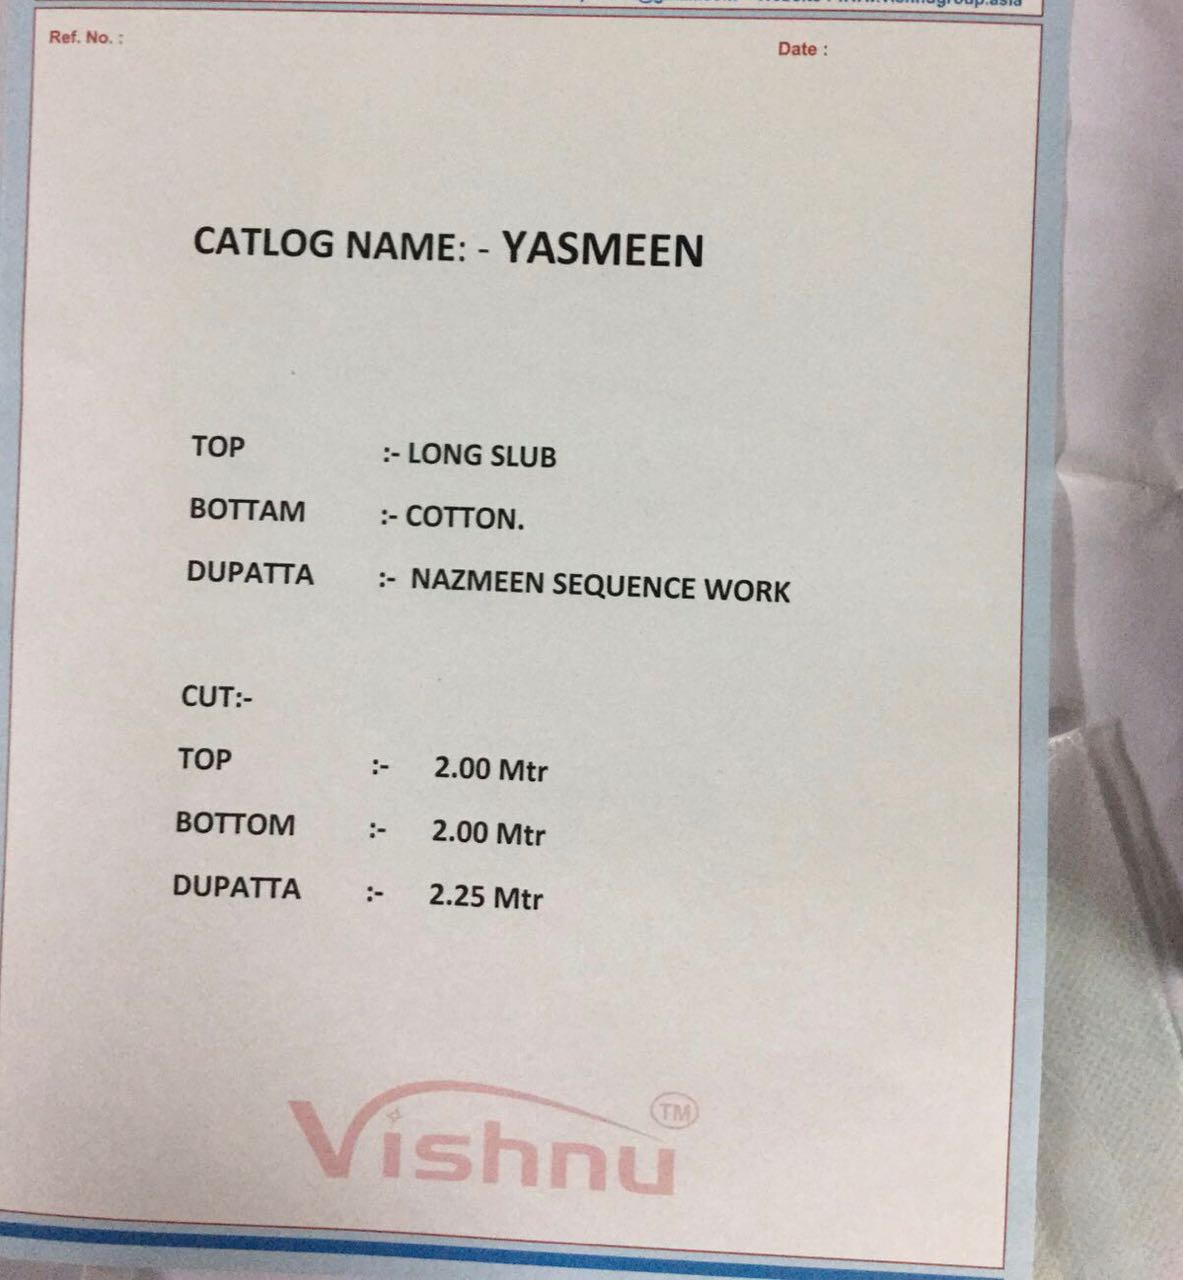 Ref. No. :
Date :
CATLOG NAME: - YASMEEN
TOP :- LONG SLUB
BOTTAM :- COTTON.
DUPATTA :- NAZMEEN SEQUENCE WORK
CUT:-
TOP :- 2.00 Mtr
BOTTOM :- 2.00 Mtr
DUPATTA :- 2.25 Mtr
Vishnu TM